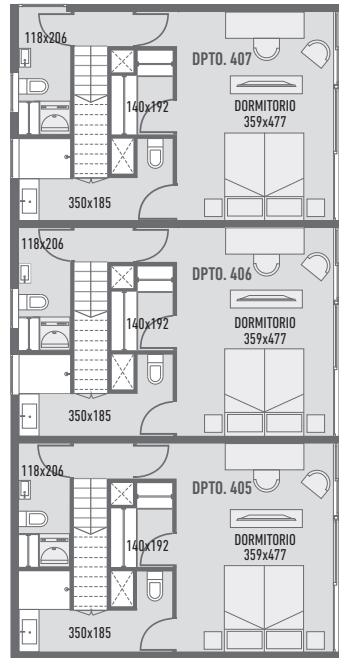 118x206
DPTO. 407
140x192
DORMITORIO
359x477
350x185
118x206
DPTO. 406
140x192
DORMITORIO
359x477
350x185
118x206
DPTO. 405
140x192
DORMITORIO
359x477
350x185